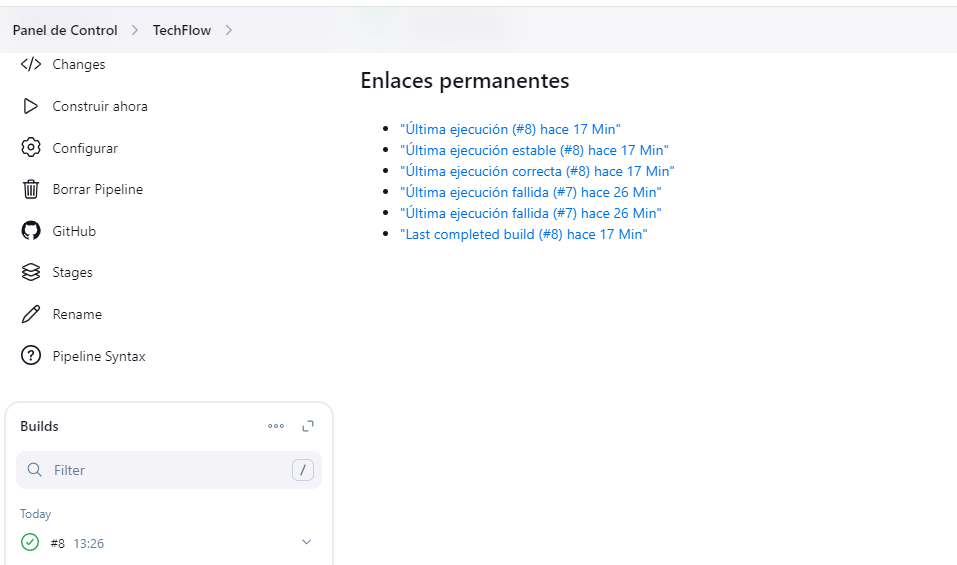 Panel de Control > TechFlow >
</> Changes
Construir ahora
Configurar
Borrar Pipeline
GitHub
Stages
Rename
Pipeline Syntax
Enlaces permanentes
"Última ejecución (#8) hace 17 Min"
"Última ejecución estable (#8) hace 17 Min"
"Última ejecución correcta (#8) hace 17 Min"
"Última ejecución fallida (#7) hace 26 Min"
"Última ejecución fallida (#7) hace 26 Min"
"Last completed build (#8) hace 17 Min"
Builds
Filter /
Today
#8 13:26